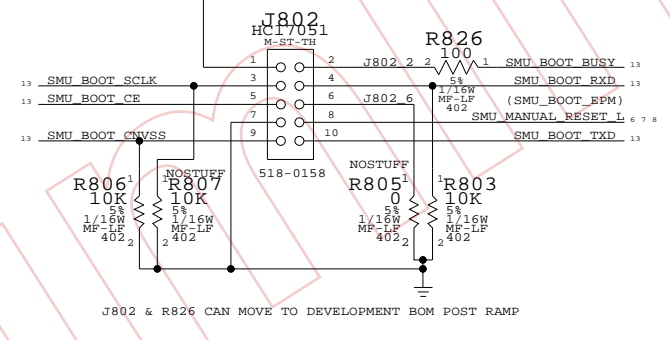 J802
HC17051
M-ST-TH
R826
100
5%
1/16W
MF-LF
402
1 2 J802_2 2 1 SMU_BOOT_BUSY 13
13 SMU_BOOT_SCLK 3 4 SMU_BOOT_RXD 13
13 SMU_BOOT_CE 5 6 J802_6 (SMU_BOOT_EPM)
7 8 SMU_MANUAL_RESET_L 6 7 8
13 SMU_BOOT_CNVSS 9 10 SMU_BOOT_TXD 13
518-0158
R806 1
10K
5%
1/16W
MF-LF
402
2
NOSTUFF
1 R807
10K
5%
1/16W
MF-LF
402
2
NOSTUFF
R805 1
0
5%
1/16W
MF-LF
402
2
1 R803
10K
5%
1/16W
MF-LF
402
2
J802 & R826 CAN MOVE TO DEVELOPMENT BOM POST RAMP